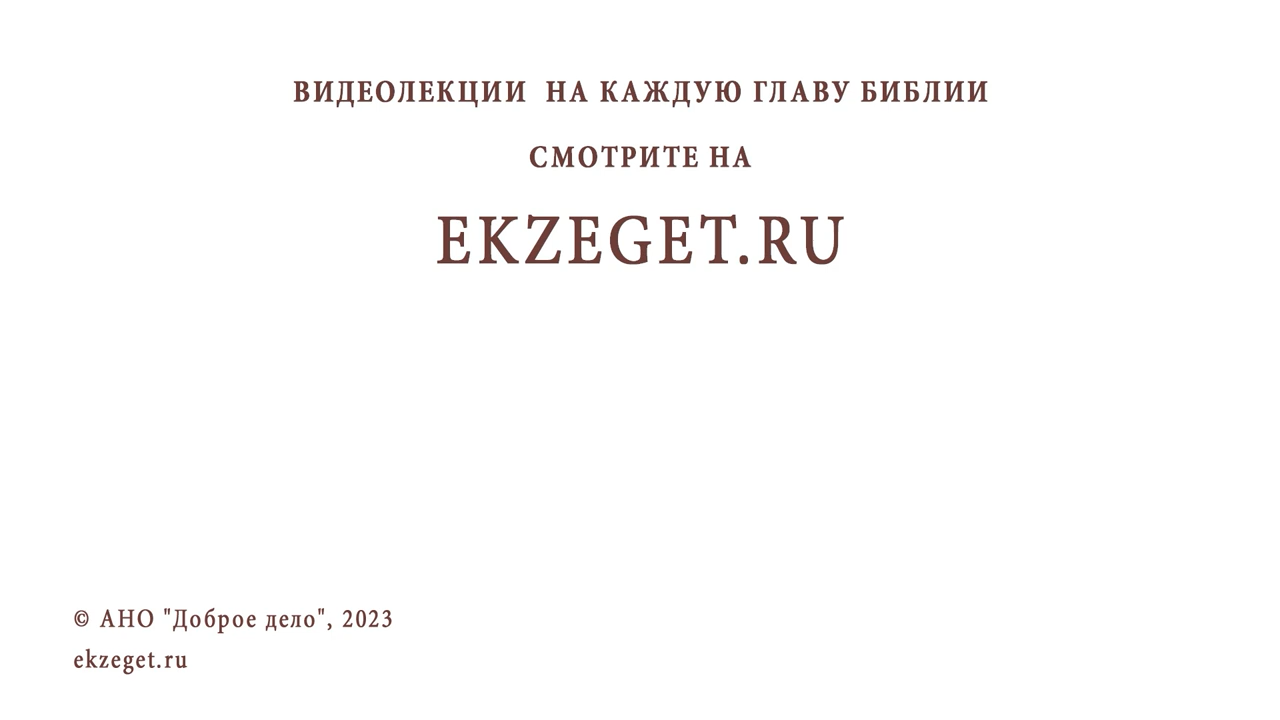 ВИДЕОЛЕКЦИИ НА КАЖДУЮ ГЛАВУ БИБЛИИ
СМОТРИТЕ НА
EKZEGET.RU
© АНО "Доброе дело", 2023
ekzeget.ru